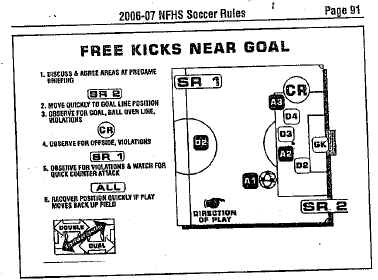 2006-07 NFHS Soccer Rules
Page 91
FREE KICKS NEAR GOAL
1. DISCUSS & AGREE AREAS AT PREGAME
BRIEFING
SR 2
2. MOVE QUICKLY TO GOAL LINE POSITION
3. OBSERVE FOR GOAL, BALL OVER LINE,
VIOLATIONS
CR
4. OBSERVE FOR OFFSIDE, VIOLATIONS
SR 1
5. OBSERVE FOR VIOLATIONS & WATCH FOR
QUICK COUNTER ATTACK
ALL
6. RECOVER POSITION QUICKLY IF PLAY
MOVES BACK UP FIELD
DOUBLE
DUAL
SR 1
CR
A3
D4
D3
D2
GK
A2
D2
A1
SR 2
DIRECTION
OF PLAY